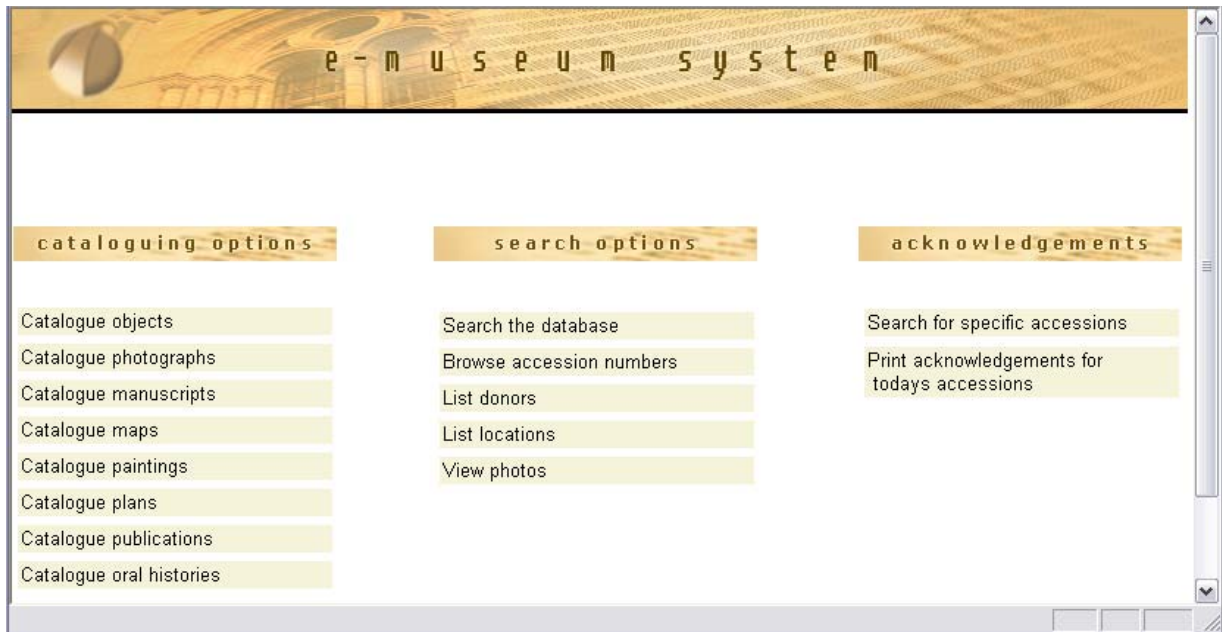 e-museum system
cataloguing options
Catalogue objects
Catalogue photographs
Catalogue manuscripts
Catalogue maps
Catalogue paintings
Catalogue plans
Catalogue publications
Catalogue oral histories
search options
Search the database
Browse accession numbers
List donors
List locations
View photos
acknowledgements
Search for specific accessions
Print acknowledgements for
todays accessions